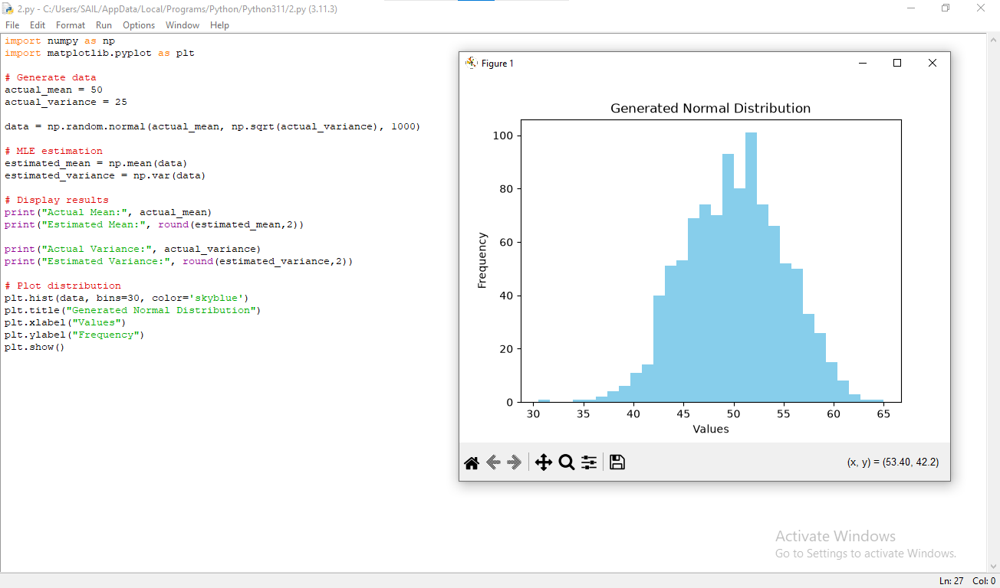 2.py - C:/Users/SAIL/AppData/Local/Programs/Python/Python311/2.py (3.11.3)
File Edit Format Run Options Window Help
import numpy as np
import matplotlib.pyplot as plt
# Generate data
actual_mean = 50
actual_variance = 25
data = np.random.normal(actual_mean, np.sqrt(actual_variance), 1000)
# MLE estimation
estimated_mean = np.mean(data)
estimated_variance = np.var(data)
# Display results
print("Actual Mean:", actual_mean)
print("Estimated Mean:", round(estimated_mean,2))
print("Actual Variance:", actual_variance)
print("Estimated Variance:", round(estimated_variance,2))
# Plot distribution
plt.hist(data, bins=30, color='skyblue')
plt.title("Generated Normal Distribution")
plt.xlabel("Values")
plt.ylabel("Frequency")
plt.show()
Figure 1
Generated Normal Distribution
100
80
60
40
20
0
Frequency
30 35 40 45 50 55 60 65
Values
(x, y) = (53.40, 42.2)
Activate Windows
Go to Settings to activate Windows.
Ln: 27 Col: 0